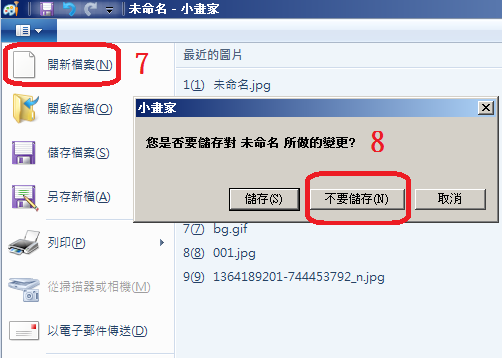 未命名 - 小畫家
開新檔案(N)
7
最近的圖片
1(1) 未命名.jpg
開啟舊檔(O)
小畫家
您是否要儲存對 未命名 所做的變更?
8
儲存檔案(S)
另存新檔(A)
儲存(S) 不要儲存(N) 取消
列印(P)
7(7) bg.gif
8(8) 001.jpg
從掃描器或相機(M)
9(9) 1364189201-744453792_n.jpg
以電子郵件傳送(D)